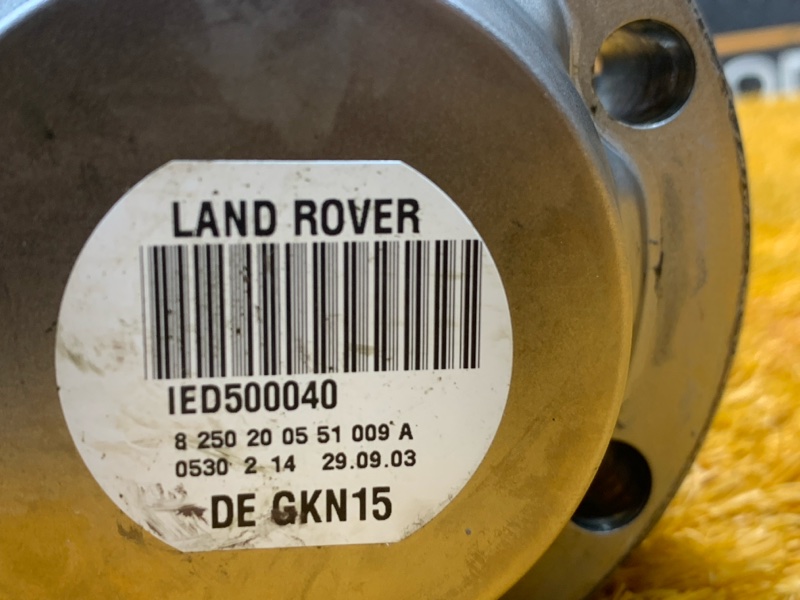 LAND ROVER
IED500040
8 250 20 05 51 009 A
0530 2 14 29.09.03
DE GKN15